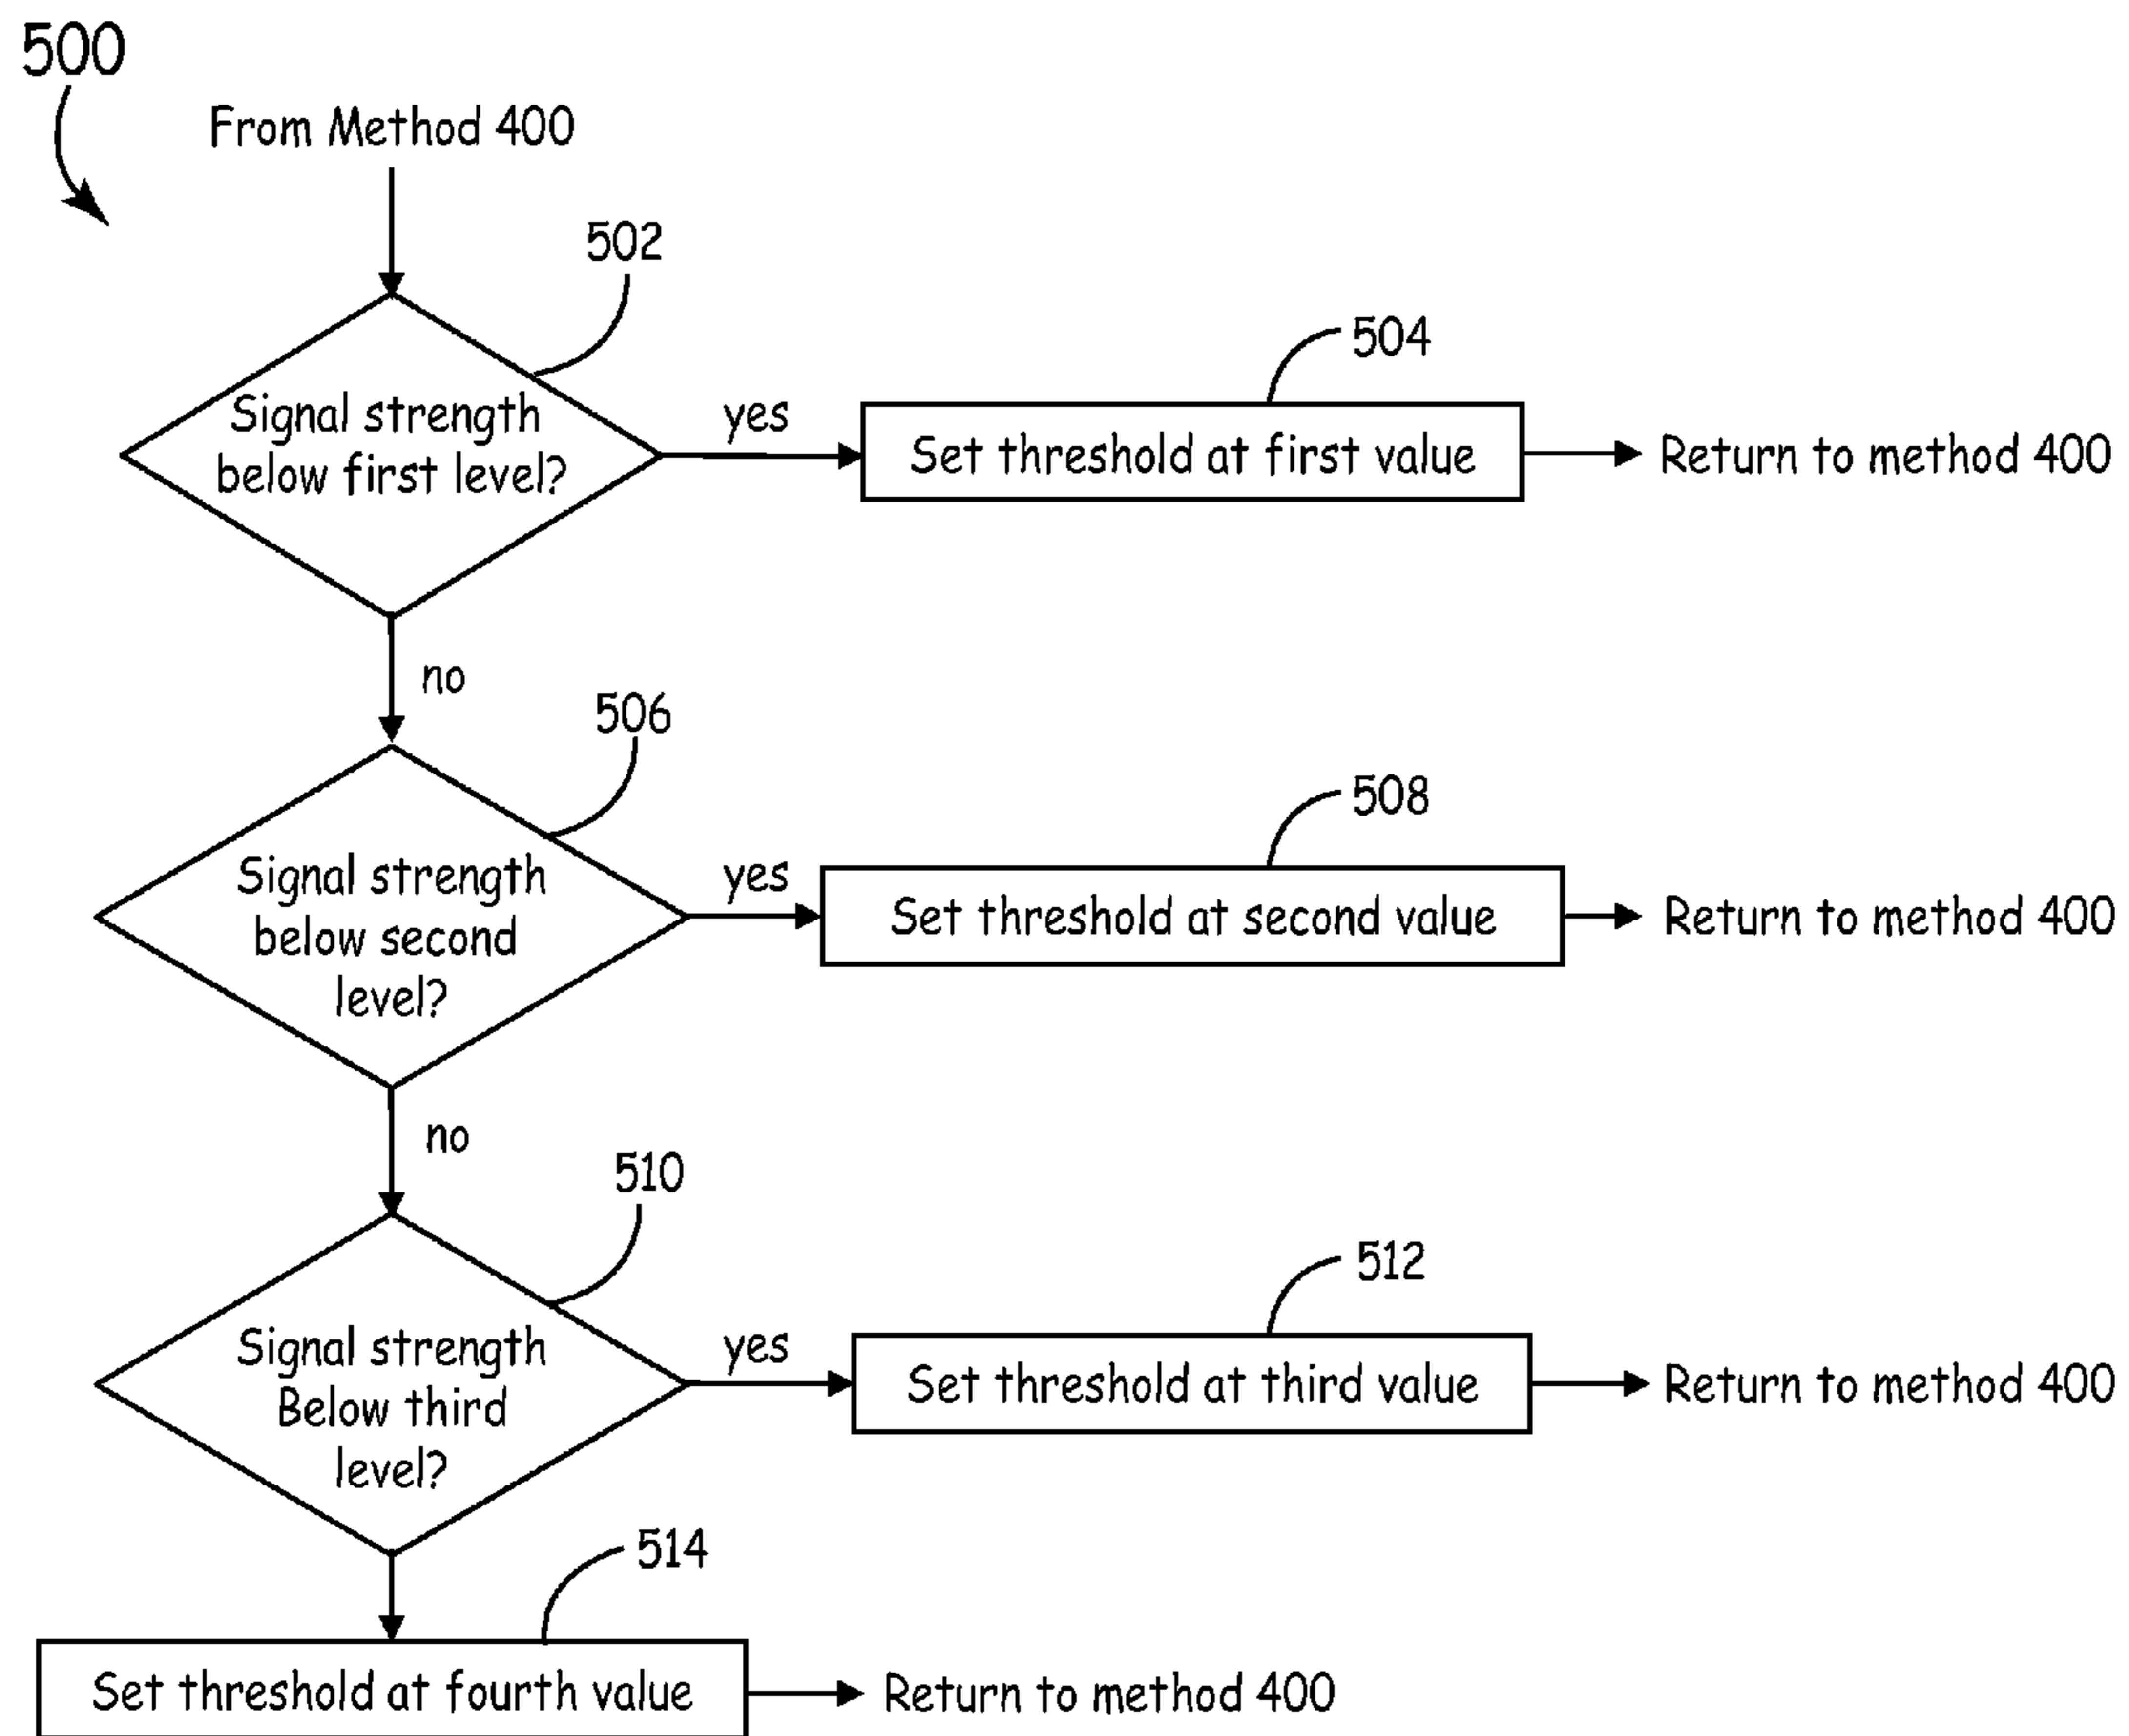 500
From Method 400
502
Signal strength
below first level?
yes
504
Set threshold at first value
Return to method 400
no
506
Signal strength
below second
level?
yes
508
Set threshold at second value
Return to method 400
no
510
Signal strength
Below third
level?
yes
512
Set threshold at third value
Return to method 400
514
Set threshold at fourth value
Return to method 400